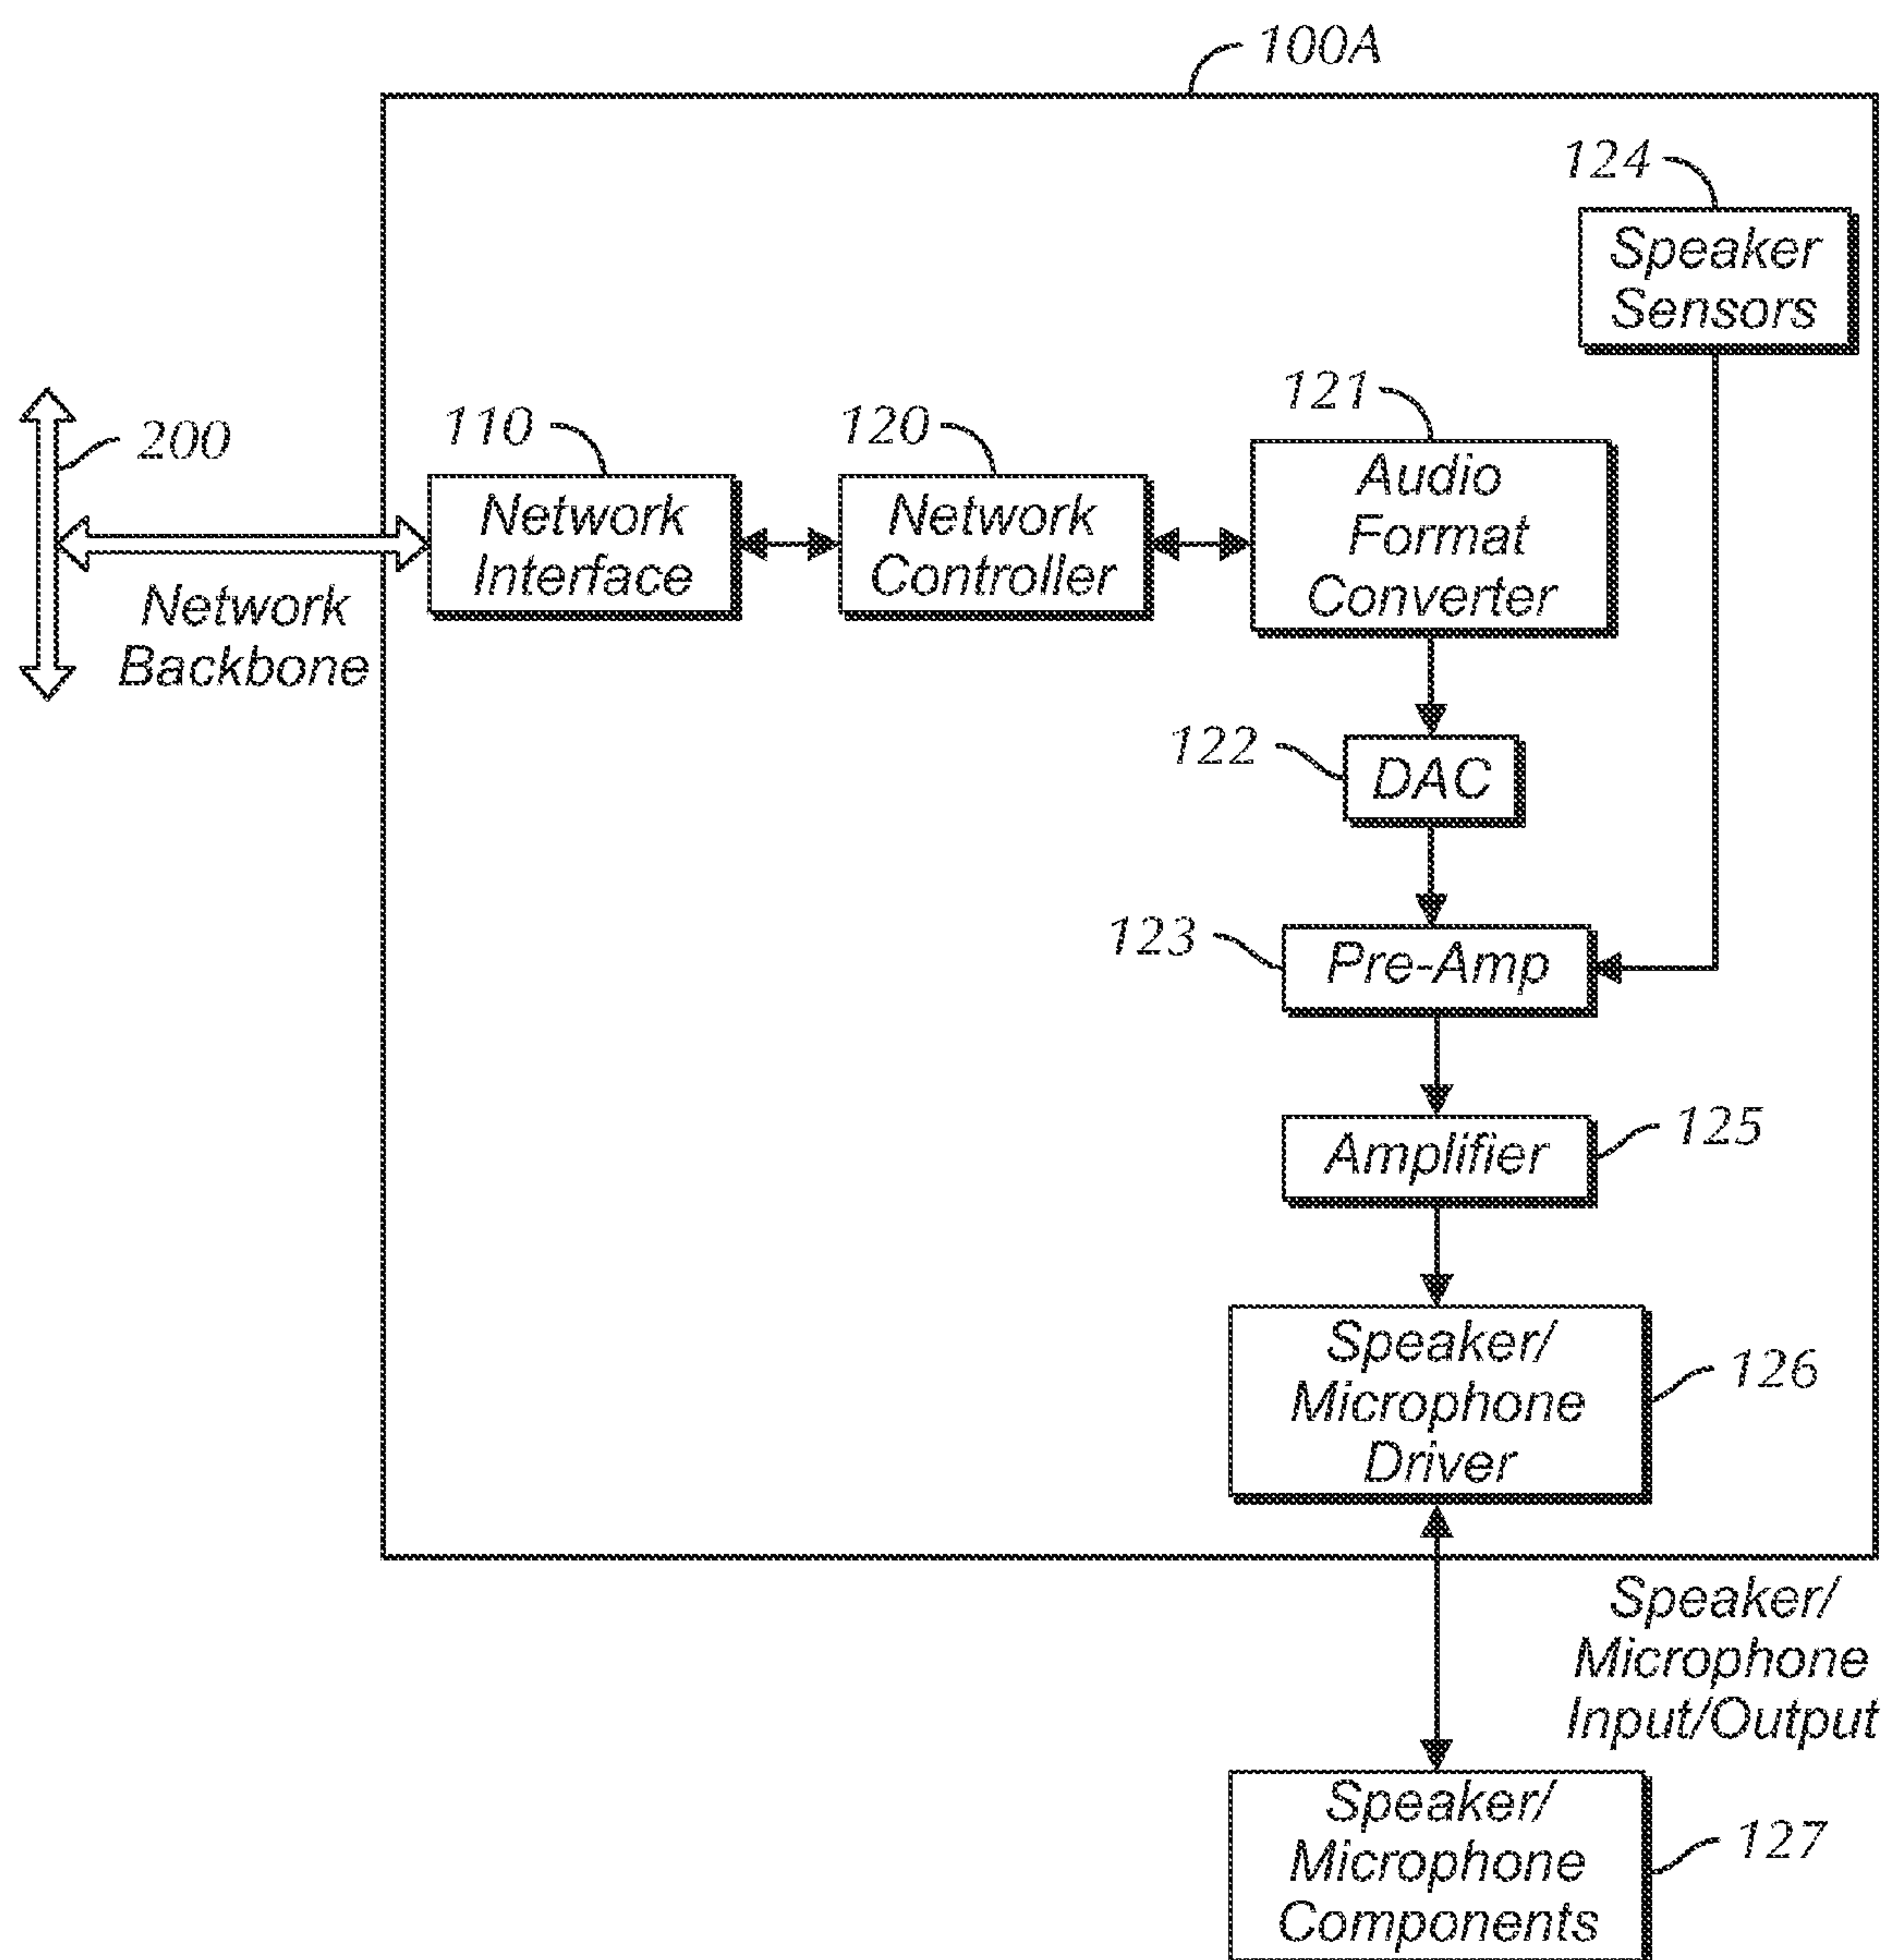 100A
124
Speaker
Sensors
200
110
120
121
Network
Interface
Network
Controller
Audio
Format
Converter
Network
Backbone
122
DAC
123
Pre-Amp
Amplifier
125
Speaker/
Microphone
Driver
126
Speaker/
Microphone
Input/Output
Speaker/
Microphone
Components
127